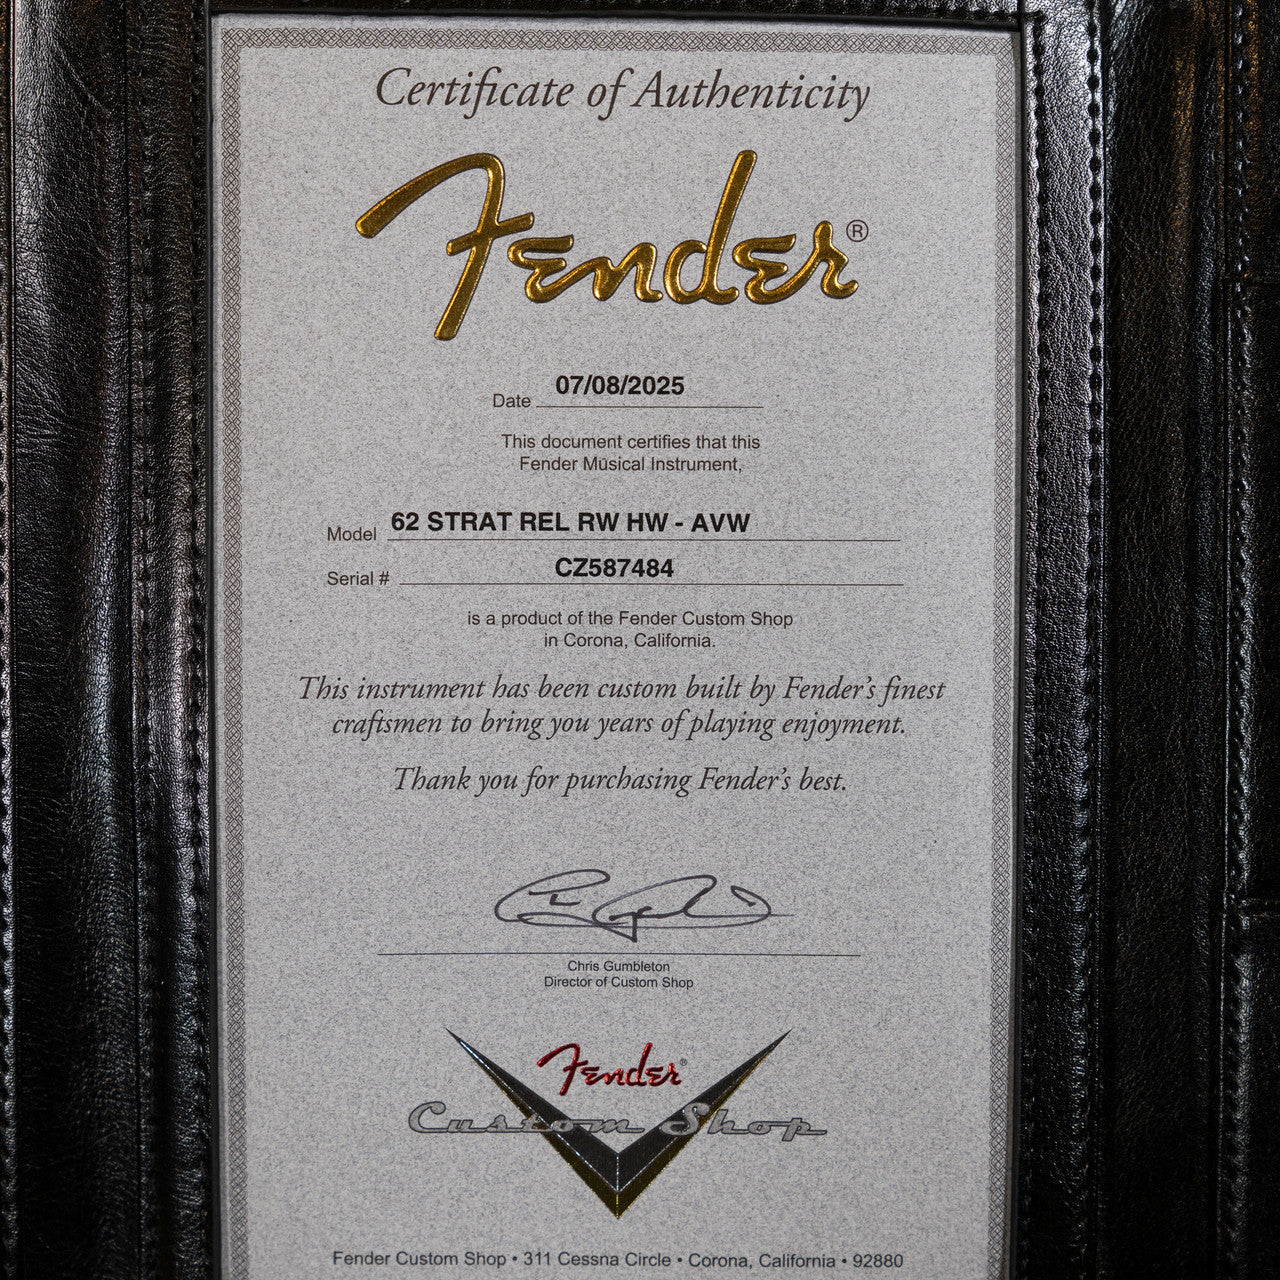 Certificate of Authenticity
Fender®
Date 07/08/2025
This document certifies that this
Fender Musical Instrument,
Model 62 STRAT REL RW HW - AVW
Serial # CZ587484
is a product of the Fender Custom Shop
in Corona, California.
This instrument has been custom built by Fender's finest
craftsmen to bring you years of playing enjoyment.
Thank you for purchasing Fender's best.
Chris Gumbleton
Director of Custom Shop
Fender®
Custom Shop
Fender Custom Shop • 311 Cessna Circle • Corona, California • 92880